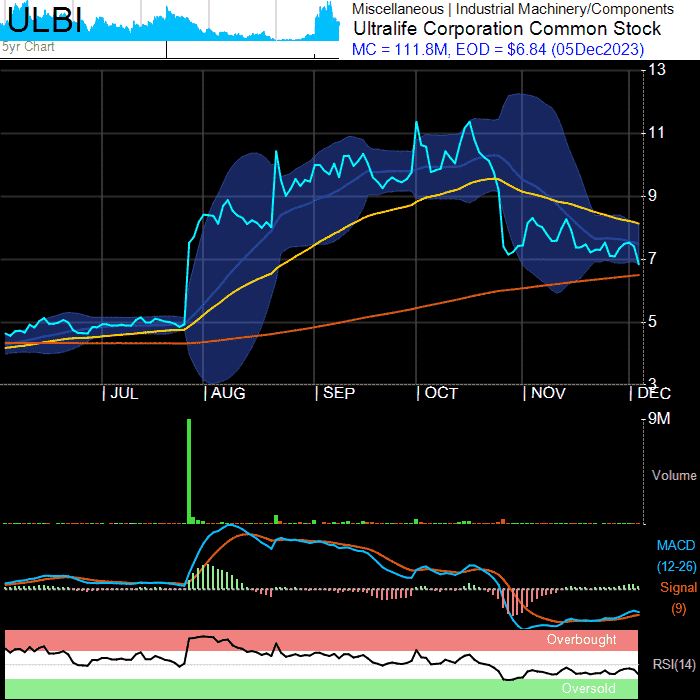 ULBI
5yr Chart
Miscellaneous | Industrial Machinery/Components
Ultralife Corporation Common Stock
MC = 111.8M, EOD = $6.84 (05Dec2023)
13
11
9
7
5
3
JUL AUG SEP OCT NOV DEC
9M
Volume
MACD
(12-26)
Signal
(9)
Overbought
RSI(14)
Oversold